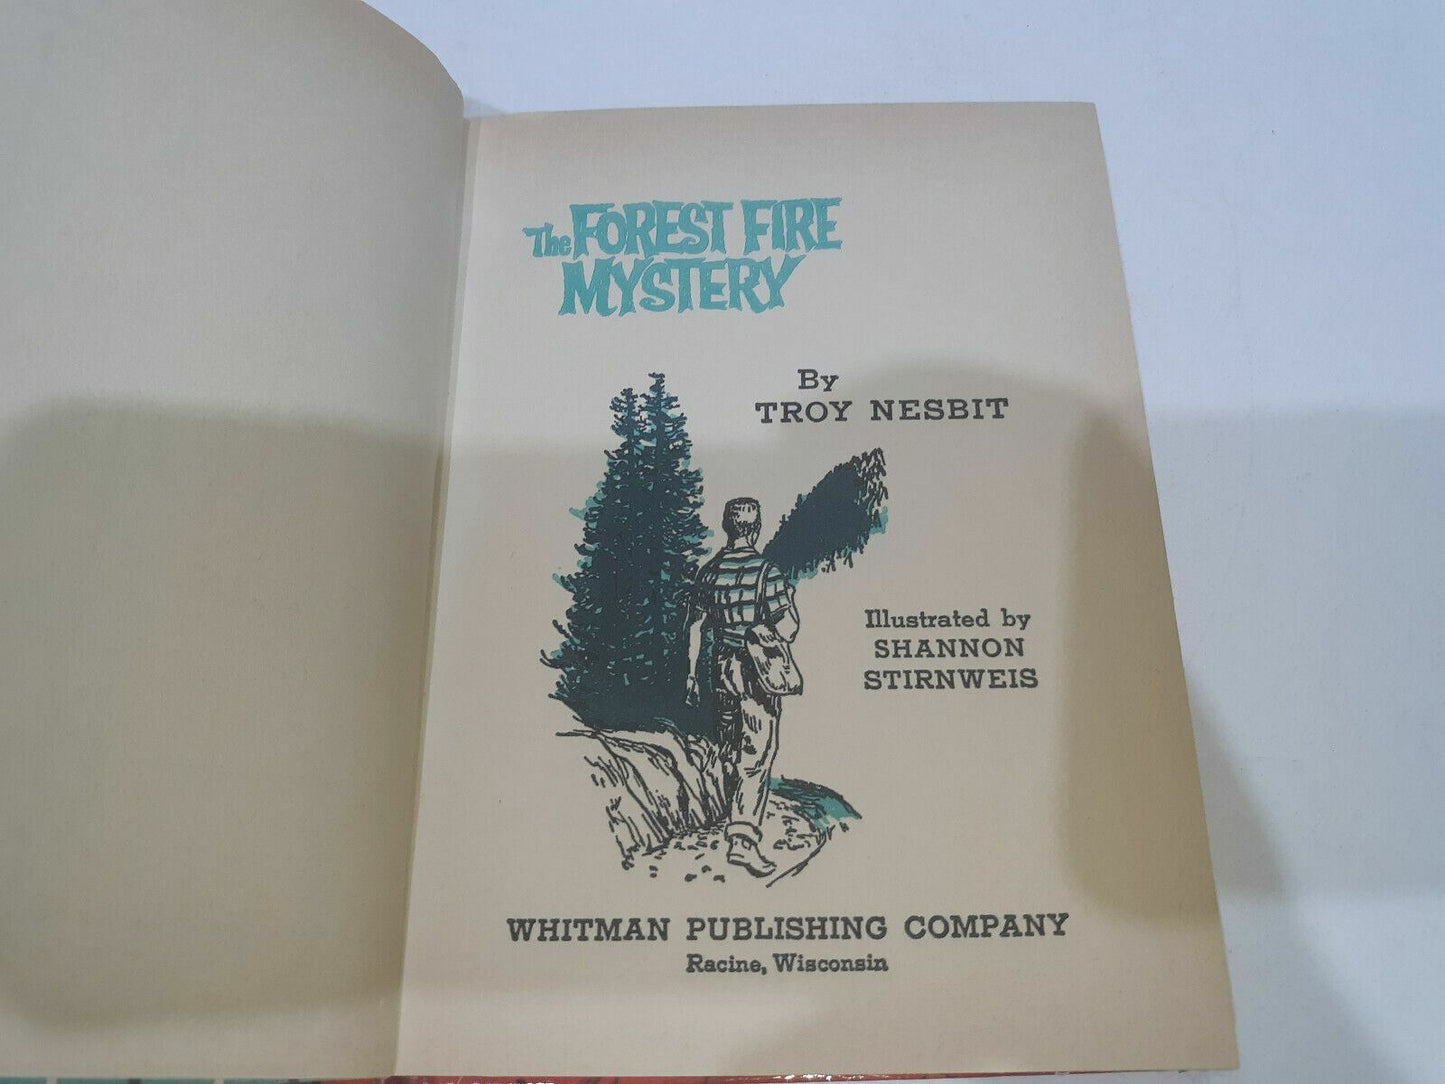 The FOREST FIRE
MYSTERY
By
TROY NESBIT
Illustrated by
SHANNON
STIRNWEIS
WHITMAN PUBLISHING COMPANY
Racine, Wisconsin